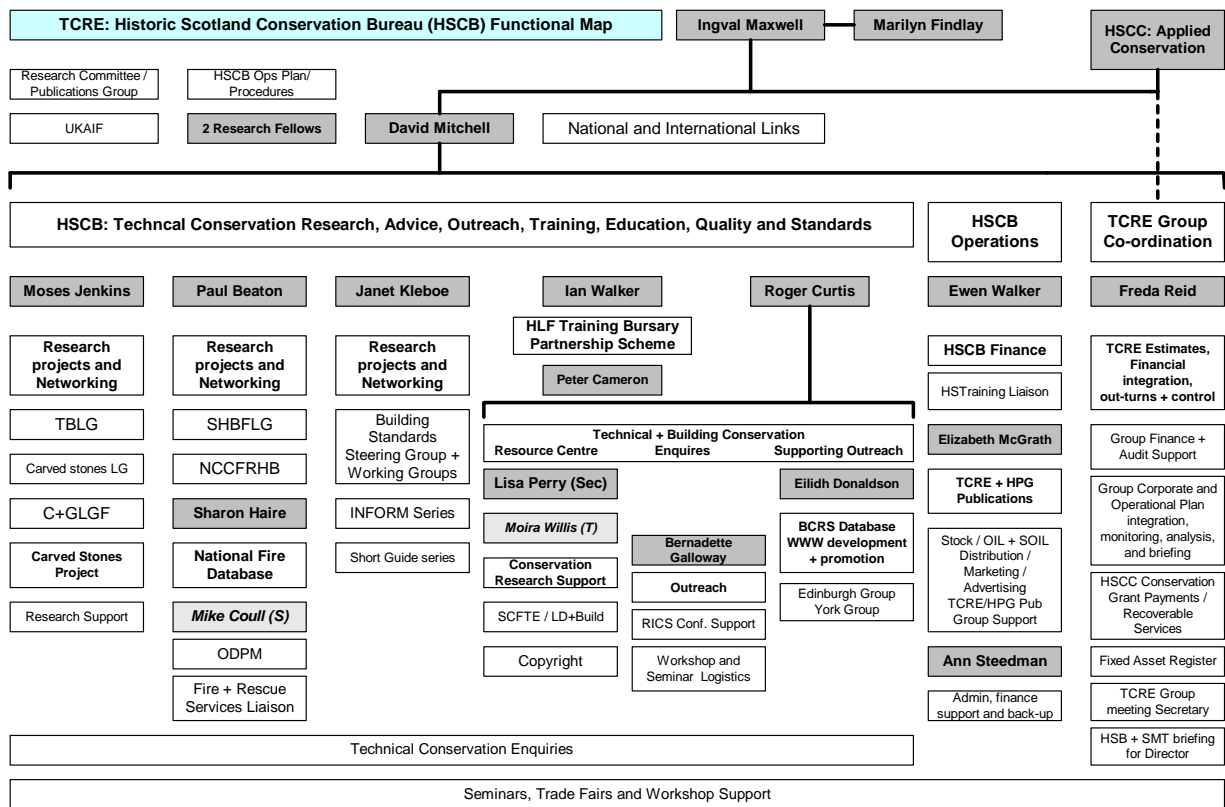 TCRE: Historic Scotland Conservation Bureau (HSCB) Functional Map
Ingval Maxwell
Marilyn Findlay
HSCC: Applied
Conservation
Research Committee /
Publications Group
HSCB Ops Plan/
Procedures
UKAIF
2 Research Fellows
David Mitchell
National and International Links
HSCB: Techncal Conservation Research, Advice, Outreach, Training, Education, Quality and Standards
HSCB
Operations
TCRE Group
Co-ordination
Moses Jenkins
Paul Beaton
Janet Kleboe
Ian Walker
Roger Curtis
Ewen Walker
Freda Reid
Research
projects and
Networking
TBLG
Carved stones LG
C+GLGF
Carved Stones
Project
Research Support
Research
projects and
Networking
SHBFLG
NCCFRHB
Sharon Haire
National Fire
Database
Mike Coull (S)
ODPM
Fire + Rescue
Services Liaison
Research
projects and
Networking
Building
Standards
Steering Group +
Working Groups
INFORM Series
Short Guide series
HLF Training Bursary
Partnership Scheme
Peter Cameron
Technical + Building Conservation
Resource Centre
Enquires
Supporting Outreach
Lisa Perry (Sec)
Moira Willis (T)
Conservation
Research Support
SCFTE / LD+Build
Copyright
Bernadette
Galloway
Outreach
RICS Conf. Support
Workshop and
Seminar Logistics
Eilidh Donaldson
BCRS Database
WWW development
+ promotion
Edinburgh Group
York Group
HSCB Finance
HSTraining Liaison
Elizabeth McGrath
TCRE + HPG
Publications
Stock / OIL + SOIL
Distribution /
Marketing /
Advertising
TCRE/HPG Pub
Group Support
Ann Steedman
Admin, finance
support and back-up
TCRE Estimates,
Financial
integration,
out-turns + control
Group Finance +
Audit Support
Group Corporate and
Operational Plan
integration,
monitoring, analysis,
and briefing
HSCC Conservation
Grant Payments /
Recoverable
Services
Fixed Asset Register
TCRE Group
meeting Secretary
HSB + SMT briefing
for Director
Technical Conservation Enquiries
Seminars, Trade Fairs and Workshop Support